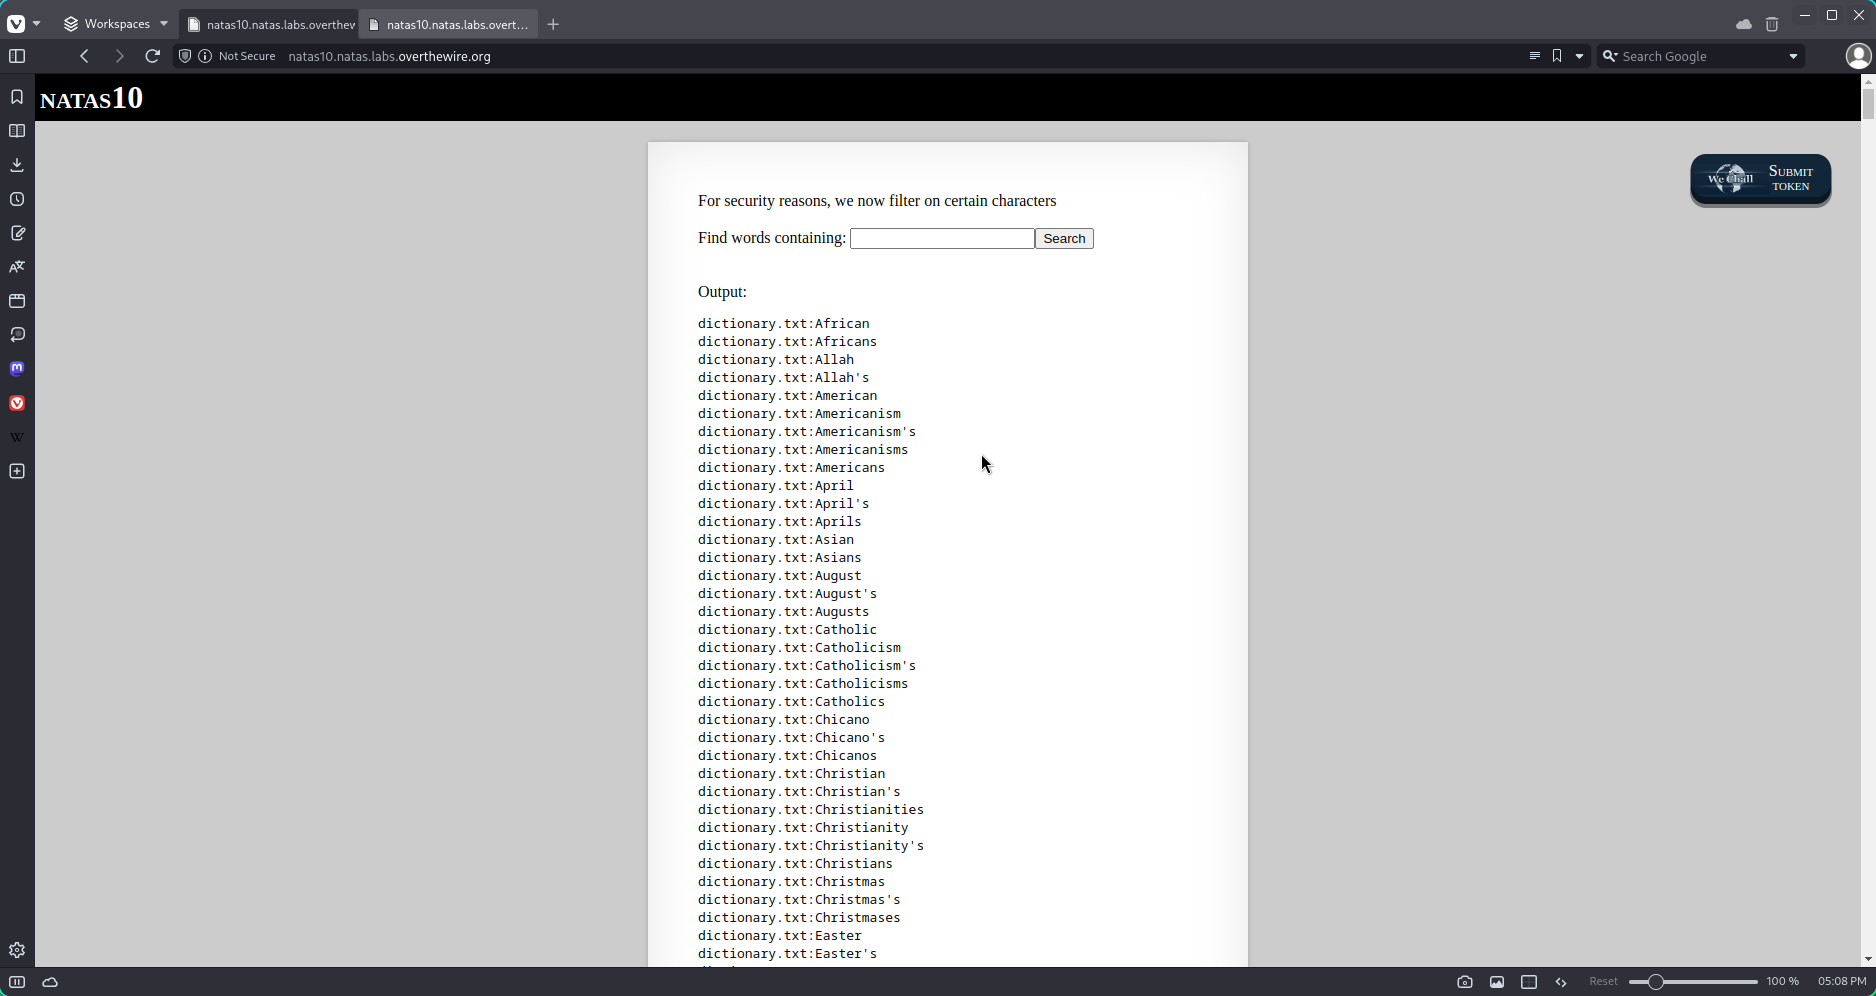 Workspaces
natas10.natas.labs.overthew
natas10.natas.labs.overt...
Not Secure
natas10.natas.labs.overthewire.org
Search Google
NATAS10
SUBMIT
TOKEN
We Chall
For security reasons, we now filter on certain characters
Find words containing:
Search
Output:
dictionary.txt:African
dictionary.txt:Africans
dictionary.txt:Allah
dictionary.txt:Allah's
dictionary.txt:American
dictionary.txt:Americanism
dictionary.txt:Americanism's
dictionary.txt:Americanisms
dictionary.txt:Americans
dictionary.txt:April
dictionary.txt:April's
dictionary.txt:Aprils
dictionary.txt:Asian
dictionary.txt:Asians
dictionary.txt:August
dictionary.txt:August's
dictionary.txt:Augusts
dictionary.txt:Catholic
dictionary.txt:Catholicism
dictionary.txt:Catholicism's
dictionary.txt:Catholicisms
dictionary.txt:Catholics
dictionary.txt:Chicano
dictionary.txt:Chicano's
dictionary.txt:Chicanos
dictionary.txt:Christian
dictionary.txt:Christian's
dictionary.txt:Christianities
dictionary.txt:Christianity
dictionary.txt:Christianity's
dictionary.txt:Christians
dictionary.txt:Christmas
dictionary.txt:Christmas's
dictionary.txt:Christmases
dictionary.txt:Easter
dictionary.txt:Easter's
Reset
100 %
05:08 PM